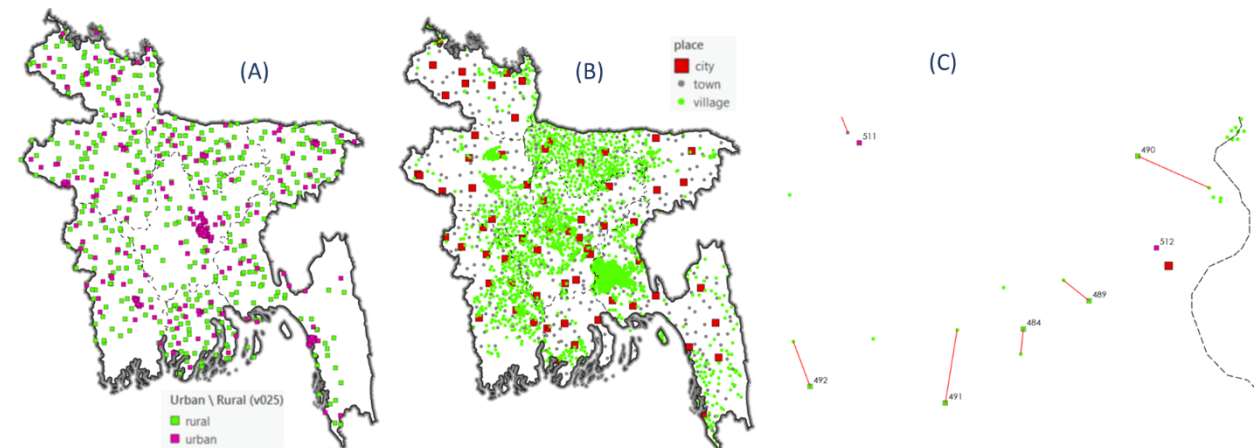 (A)
Urban \ Rural (v025)
rural
urban
(B)
place
city
town
village
(C)
511
490
512
489
484
492
491